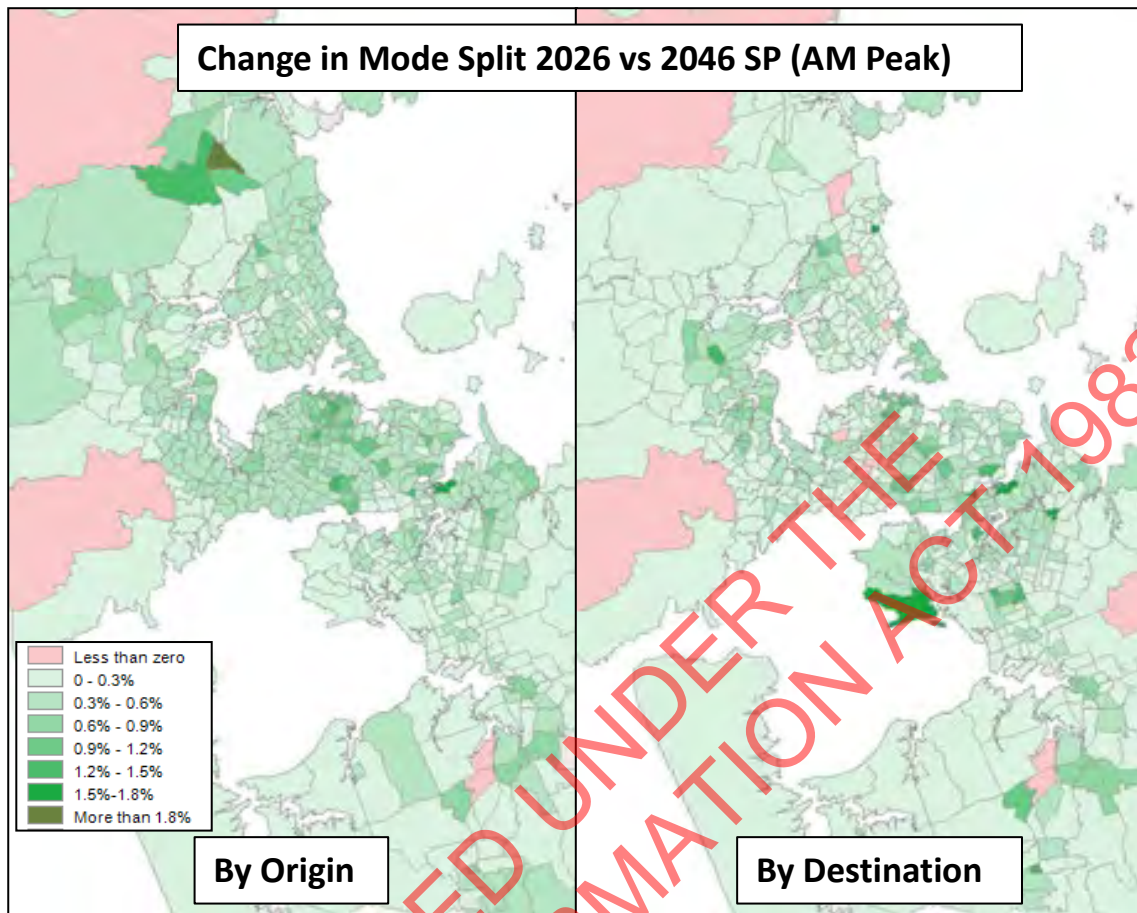 Change in Mode Split 2026 vs 2046 SP (AM Peak)
Less than zero
0 - 0.3%
0.3% - 0.6%
0.6% - 0.9%
0.9% - 1.2%
1.2% - 1.5%
1.5%-1.8%
More than 1.8%
By Origin
By Destination
UNDER THE
ACT